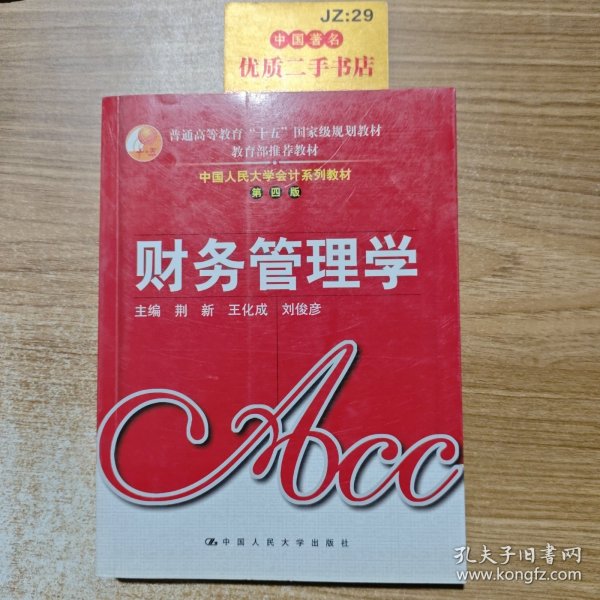 JZ:29
中国著名
优质二手书店
普通高等教育“十五”国家级规划教材
教育部推荐教材
中国人民大学会计系列教材
第四版
财务管理学
主编 荆 新 王化成 刘俊彦
Acc
中国人民大学出版社
孔夫子旧书网
www.kongfz.com